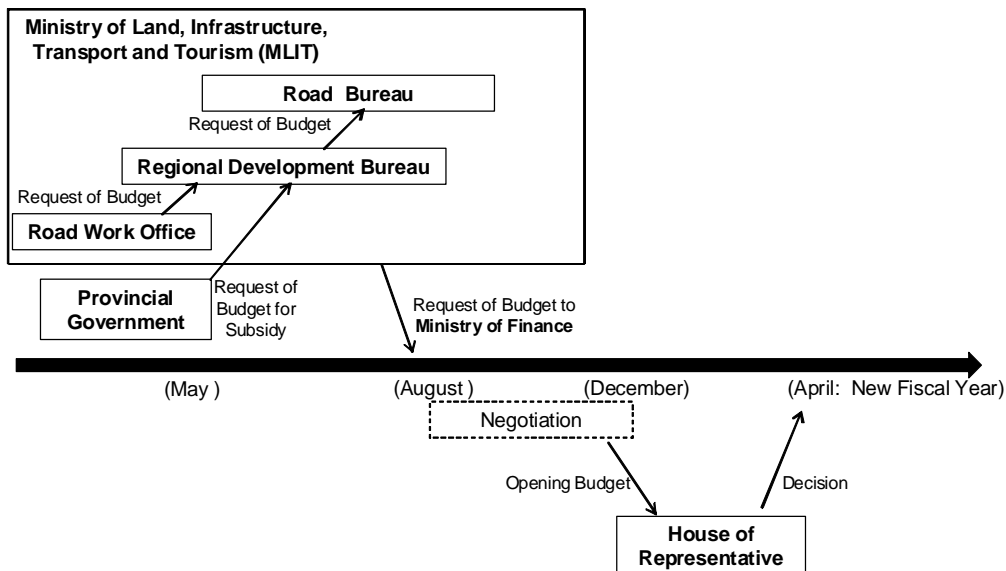 Ministry of Land, Infrastructure,
Transport and Tourism (MLIT)
Road Bureau
Request of Budget
Regional Development Bureau
Request of Budget
Road Work Office
Provincial
Government
Request of
Budget for
Subsidy
Request of Budget to
Ministry of Finance
(May )
(August )
(December)
(April: New Fiscal Year)
Negotiation
Opening Budget
Decision
House of
Representative